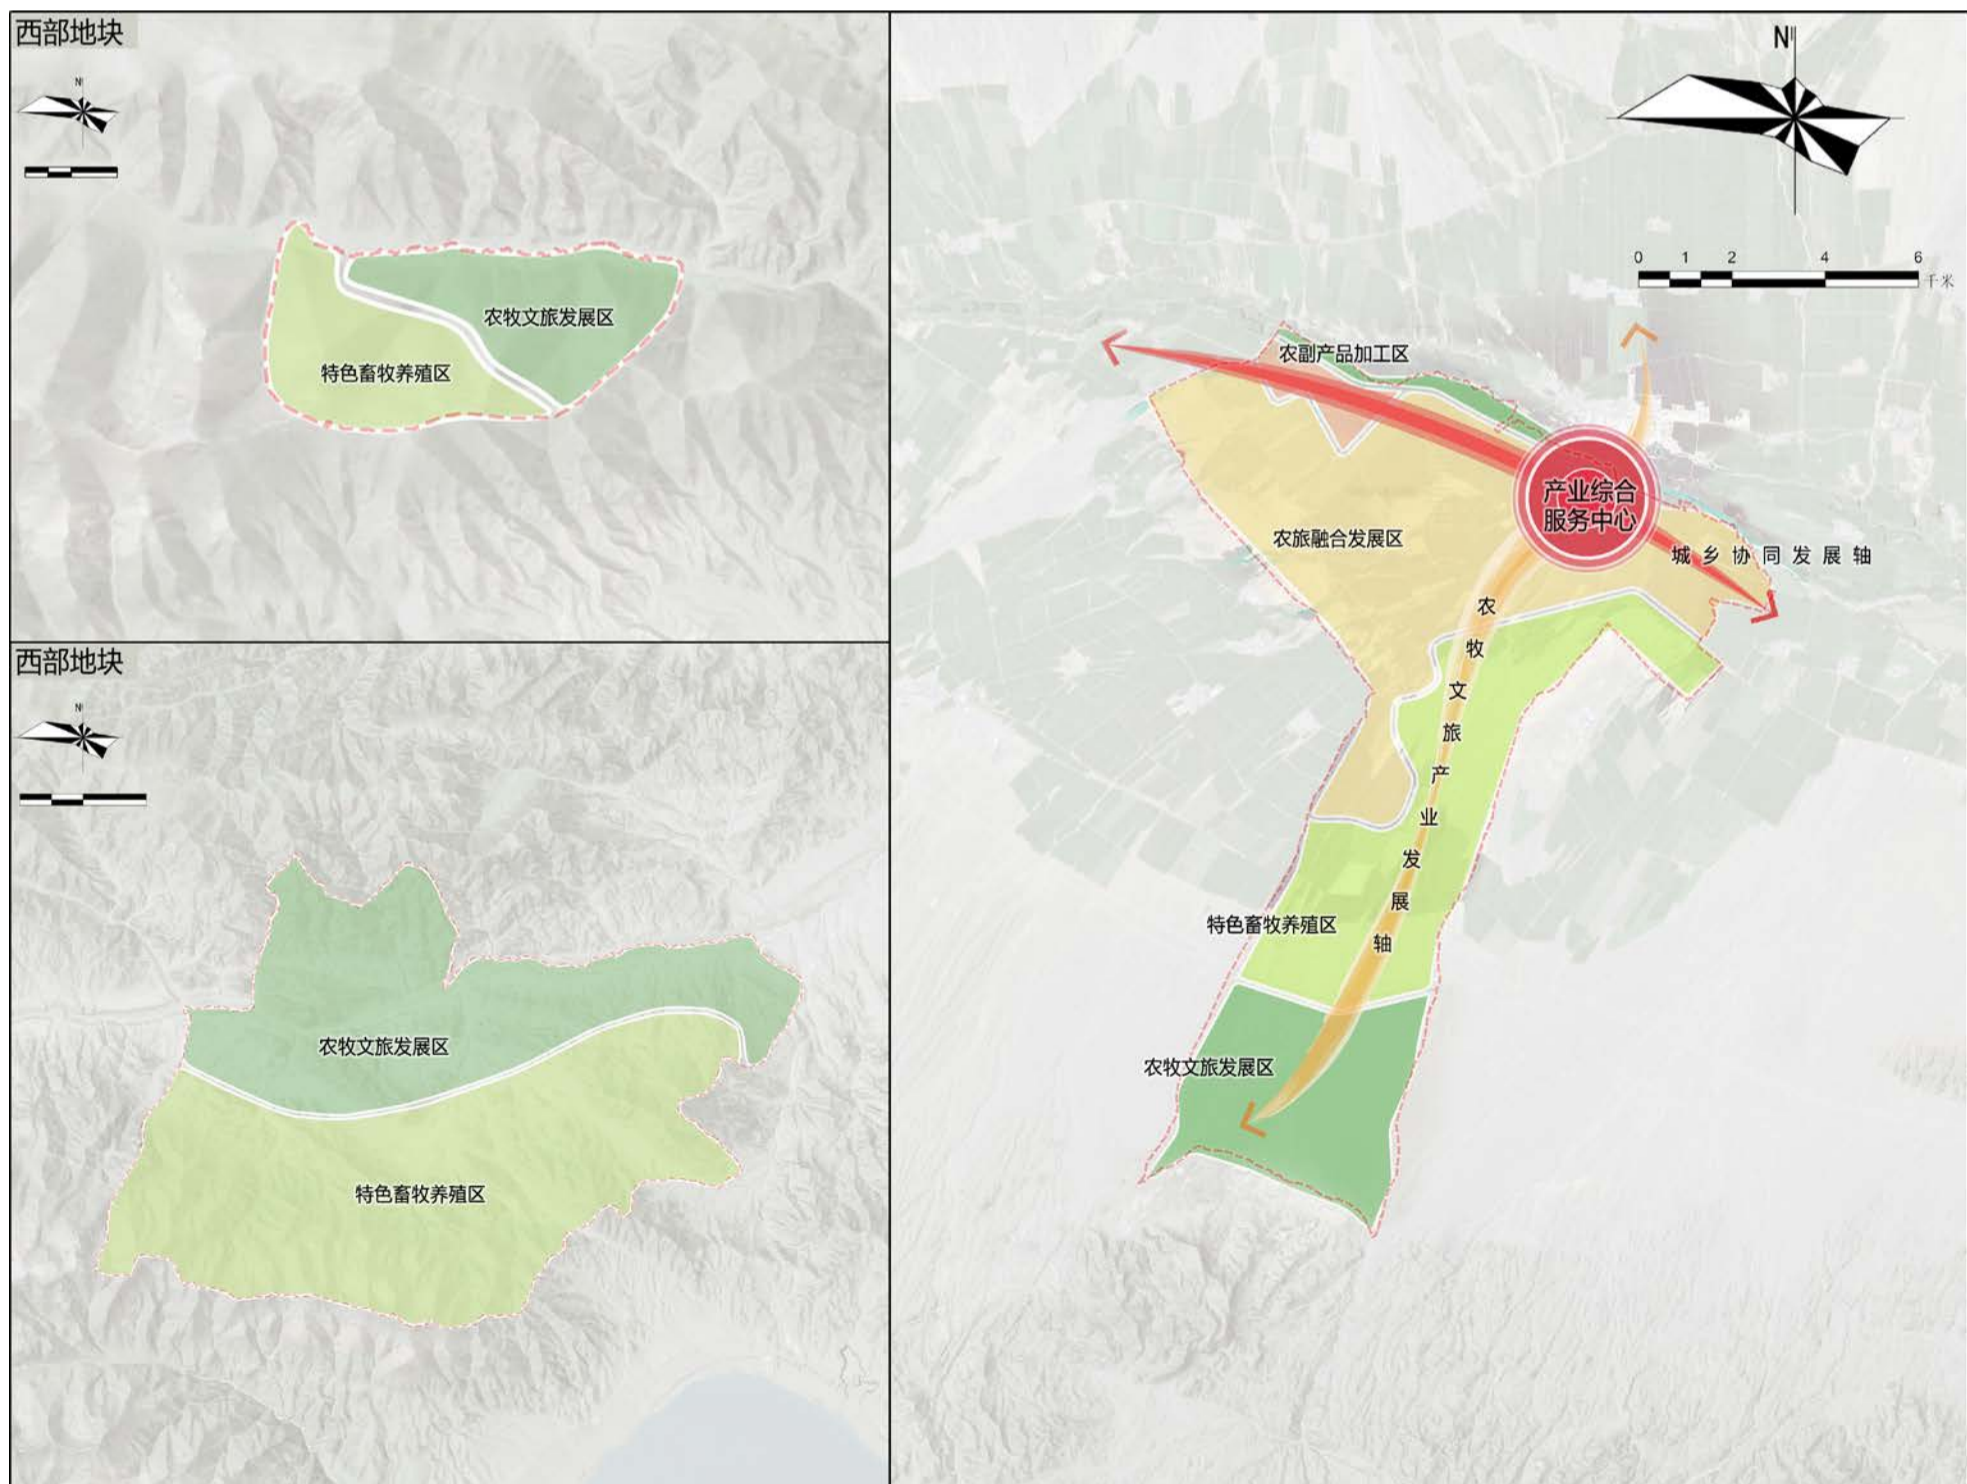 西部地块
N
农牧文旅发展区
特色畜牧养殖区
西部地块
N
农牧文旅发展区
特色畜牧养殖区
N
0 1 2 4 6
千米
农副产品加工区
产业综合
服务中心
农旅融合发展区
城乡协同发展轴
农牧文旅产业发展轴
特色畜牧养殖区
农牧文旅发展区